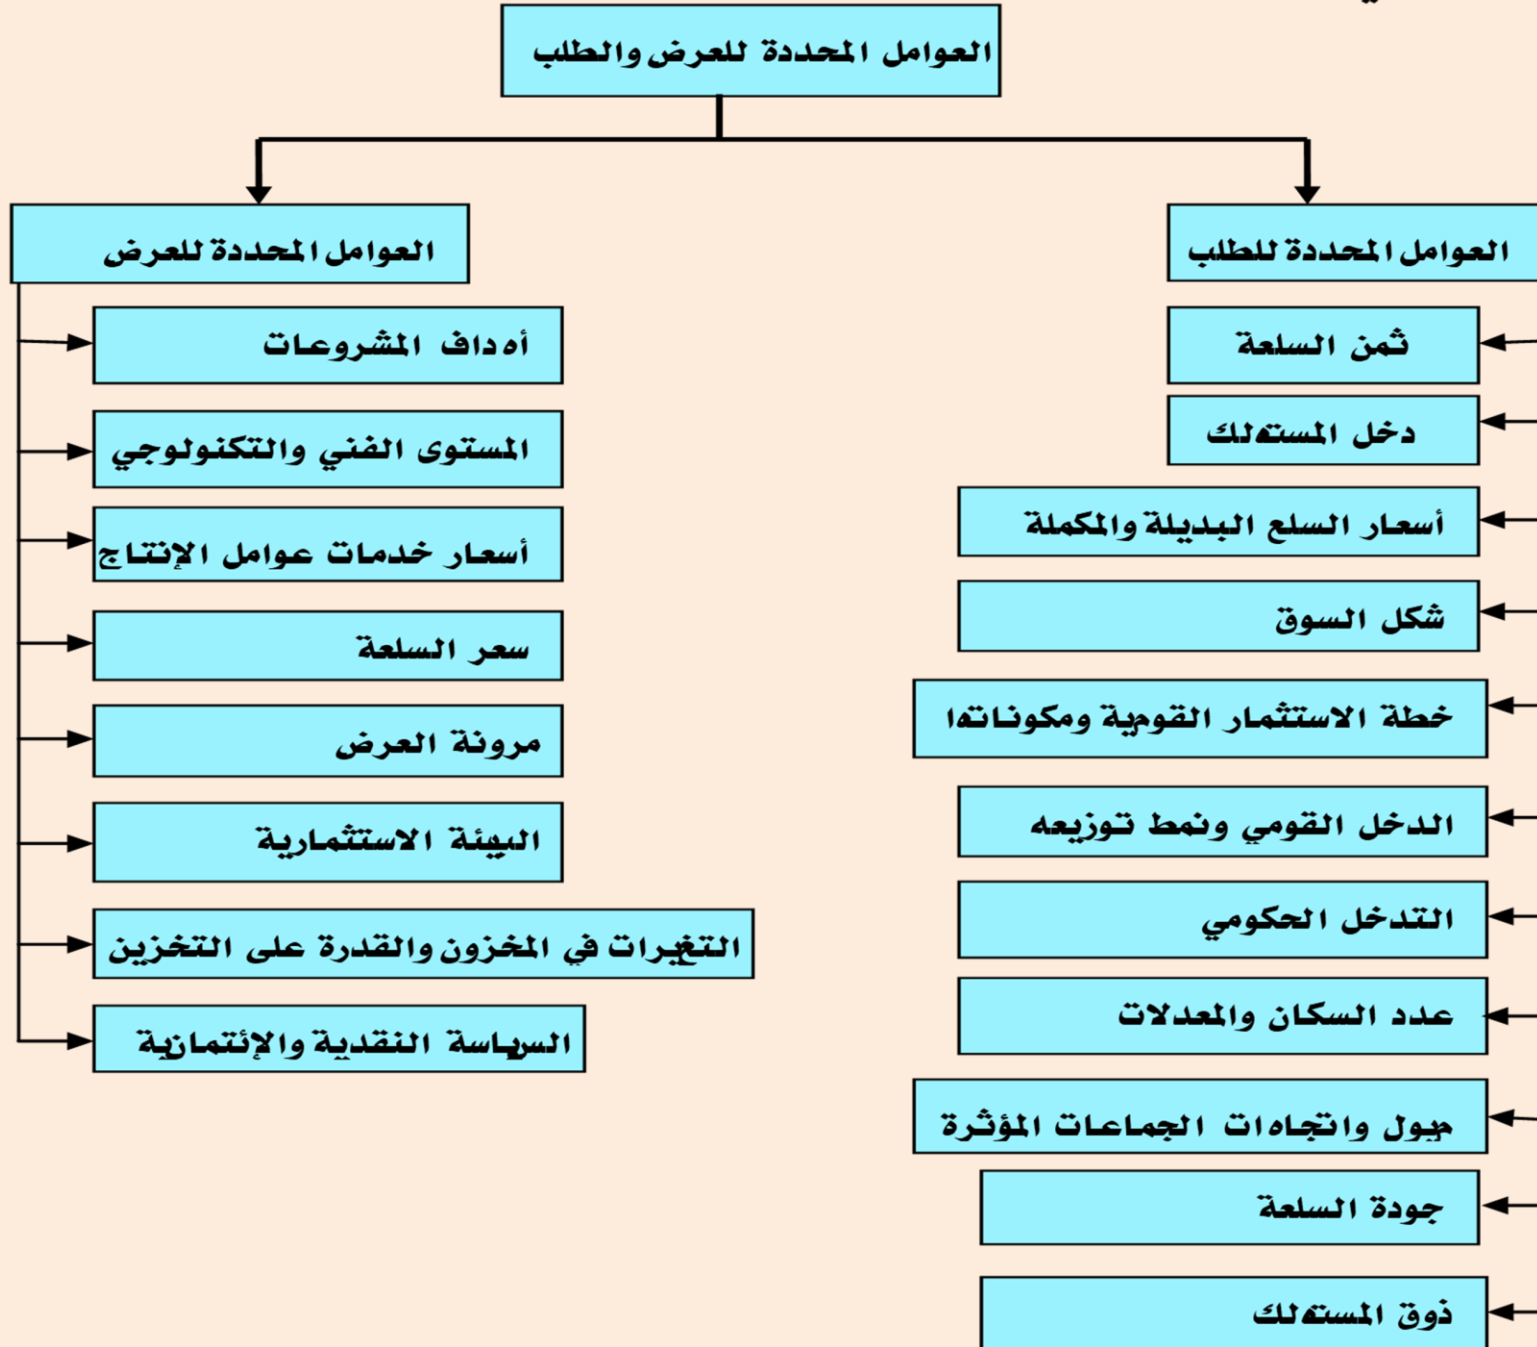 العوامل المحددة للعرض والطلب
العوامل المحددة للطلب
ثمن السلعة
دخل المستهلك
أسعار السلع البديلة والمكملة
شكل السوق
خطة الاستثمار القومية ومكوناتها
الدخل القومي ونمط توزيعه
التدخل الحكومي
عدد السكان والمعدلات
ميول واتجاهات الجماعات المؤثرة
جودة السلعة
ذوق المستهلك
العوامل المحددة للعرض
أهداف المشروعات
المستوى الفني والتكنولوجي
أسعار خدمات عوامل الإنتاج
سعر السلعة
مرونة العرض
البيئة الاستثمارية
التغيرات في المخزون والقدرة على التخزين
السياسة النقدية والإئتمانية